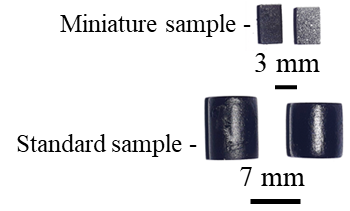 Miniature sample -
3 mm
Standard sample -
7 mm